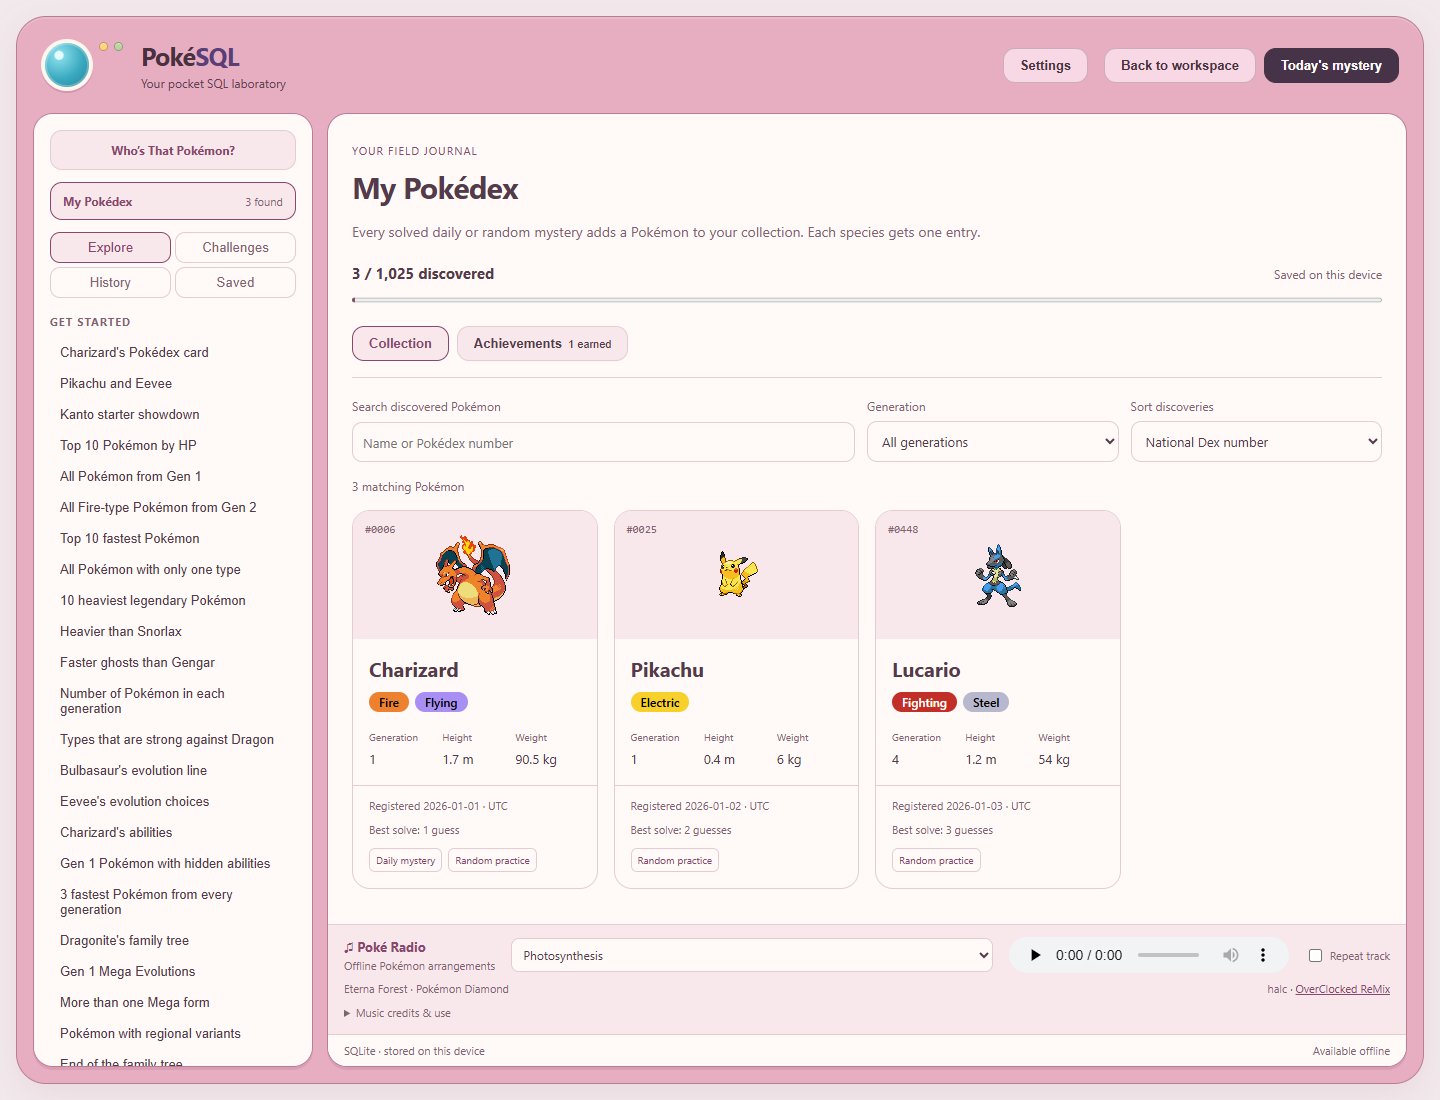 PokéSQL
Your pocket SQL laboratory
Settings
Back to workspace
Today's mystery
Who's That Pokémon?
My Pokédex
3 found
Explore
Challenges
History
Saved
GET STARTED
Charizard's Pokédex card
Pikachu and Eevee
Kanto starter showdown
Top 10 Pokémon by HP
All Pokémon from Gen 1
All Fire-type Pokémon from Gen 2
Top 10 fastest Pokémon
All Pokémon with only one type
10 heaviest legendary Pokémon
Heavier than Snorlax
Faster ghosts than Gengar
Number of Pokémon in each
generation
Types that are strong against Dragon
Bulbasaur's evolution line
Eevee's evolution choices
Charizard's abilities
Gen 1 Pokémon with hidden abilities
3 fastest Pokémon from every
generation
Dragonite's family tree
Gen 1 Mega Evolutions
More than one Mega form
Pokémon with regional variants
End of the family tree
YOUR FIELD JOURNAL
My Pokédex
Every solved daily or random mystery adds a Pokémon to your collection. Each species gets one entry.
3 / 1,025 discovered
Saved on this device
Collection
Achievements 1 earned
Search discovered Pokémon
Name or Pokédex number
Generation
All generations
Sort discoveries
National Dex number
3 matching Pokémon
#0006
Charizard
Fire Flying
Generation Height Weight
1 1.7 m 90.5 kg
Registered 2026-01-01 · UTC
Best solve: 1 guess
Daily mystery Random practice
#0025
Pikachu
Electric
Generation Height Weight
1 0.4 m 6 kg
Registered 2026-01-02 · UTC
Best solve: 2 guesses
Random practice
#0448
Lucario
Fighting Steel
Generation Height Weight
4 1.2 m 54 kg
Registered 2026-01-03 · UTC
Best solve: 3 guesses
Random practice
♫ Poké Radio
Offline Pokémon arrangements
Photosynthesis
0:00 / 0:00
Repeat track
Eterna Forest · Pokémon Diamond
halc · OverClocked ReMix
Music credits & use
SQLite · stored on this device
Available offline